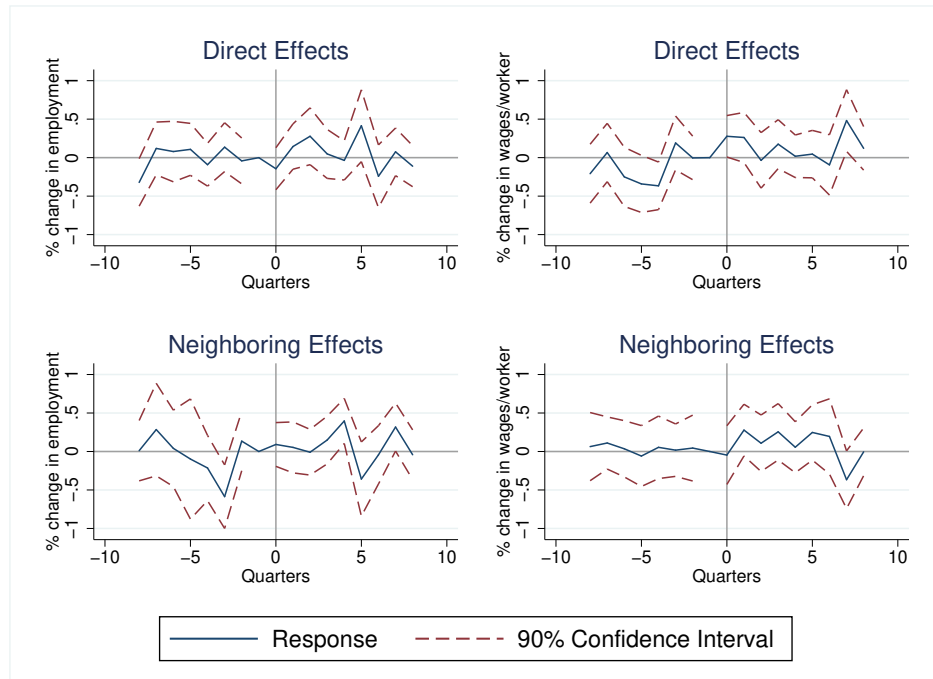 Direct Effects
% change in employment
1
.5
0
-.5
-1
-10 -5 0 5 10
Quarters
Direct Effects
% change in wages/worker
1
.5
0
-.5
-1
-10 -5 0 5 10
Quarters
Neighboring Effects
% change in employment
1
.5
0
-.5
-1
-10 -5 0 5 10
Quarters
Neighboring Effects
% change in wages/worker
1
.5
0
-.5
-1
-10 -5 0 5 10
Quarters
Response 90% Confidence Interval